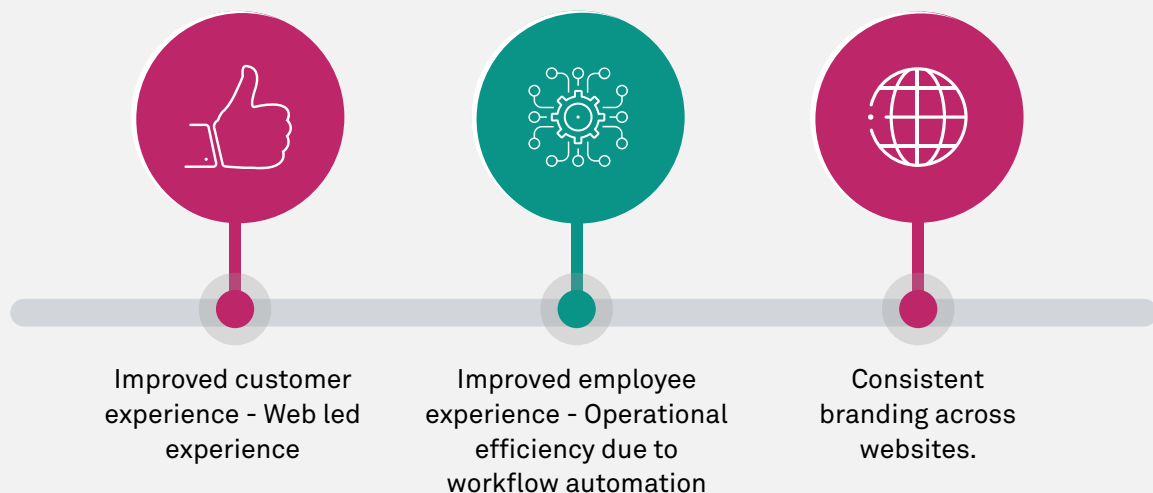 Improved customer
experience - Web led
experience
Improved employee
experience - Operational
efficiency due to
workflow automation
Consistent
branding across
websites.